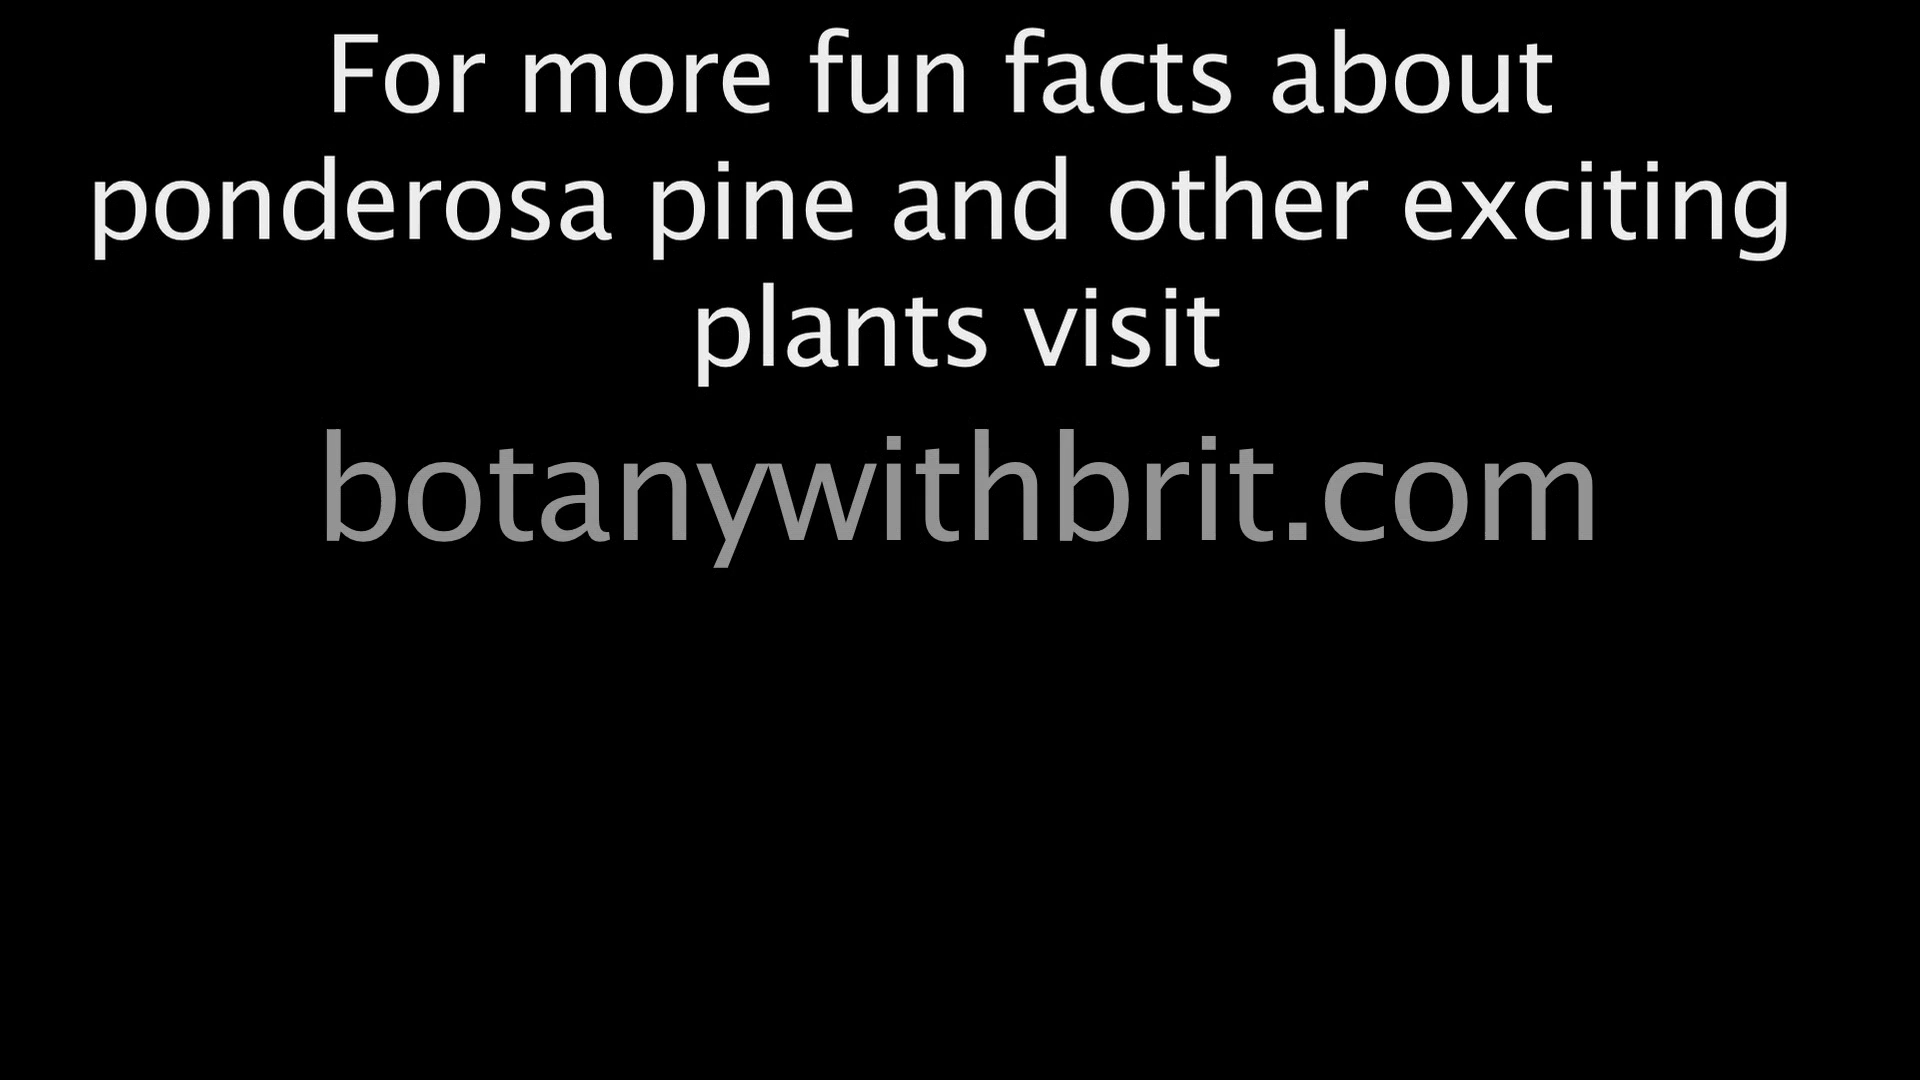 For more fun facts about
ponderosa pine and other exciting
plants visit
botanywithbrit.com